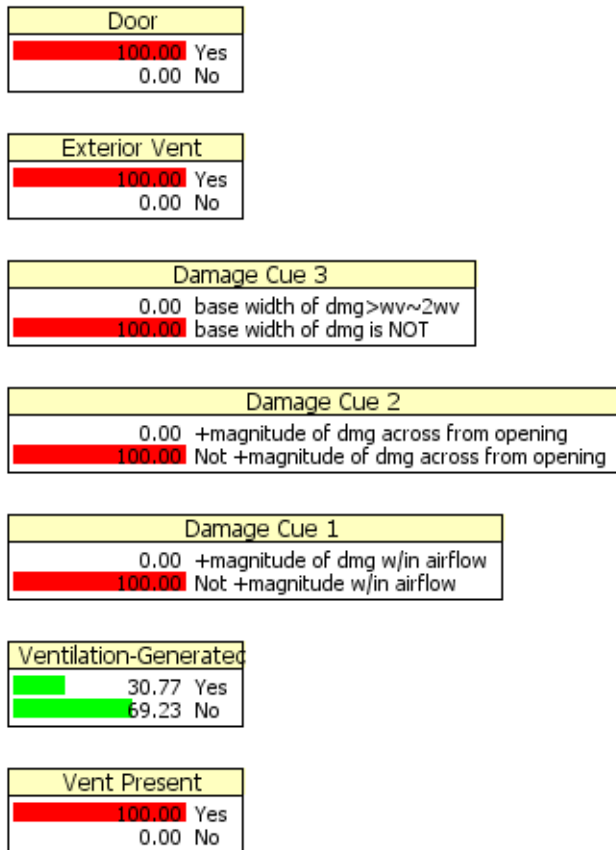 Door
100.00 Yes
0.00 No
Exterior Vent
100.00 Yes
0.00 No
Damage Cue 3
0.00 base width of dmg>wv~2wv
100.00 base width of dmg is NOT
Damage Cue 2
0.00 +magnitude of dmg across from opening
100.00 Not +magnitude of dmg across from opening
Damage Cue 1
0.00 +magnitude of dmg w/in airflow
100.00 Not +magnitude w/in airflow
Ventilation-Generated
30.77 Yes
69.23 No
Vent Present
100.00 Yes
0.00 No